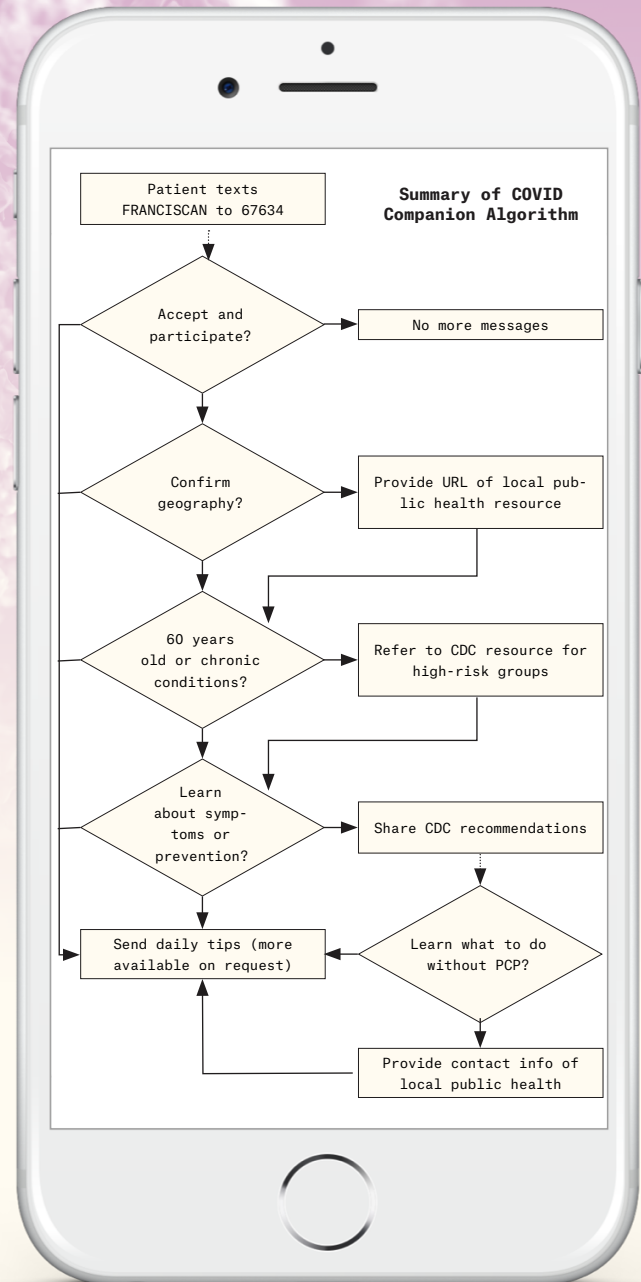 Patient texts
FRANCISCAN to 67634
Summary of COVID
Companion Algorithm
Accept and
participate?
No more messages
Confirm
geography?
Provide URL of local pub-
lic health resource
60 years
old or chronic
conditions?
Refer to CDC resource for
high-risk groups
Learn
about symp-
toms or
prevention?
Share CDC recommendations
Send daily tips (more
available on request)
Learn what to do
without PCP?
Provide contact info of
local public health